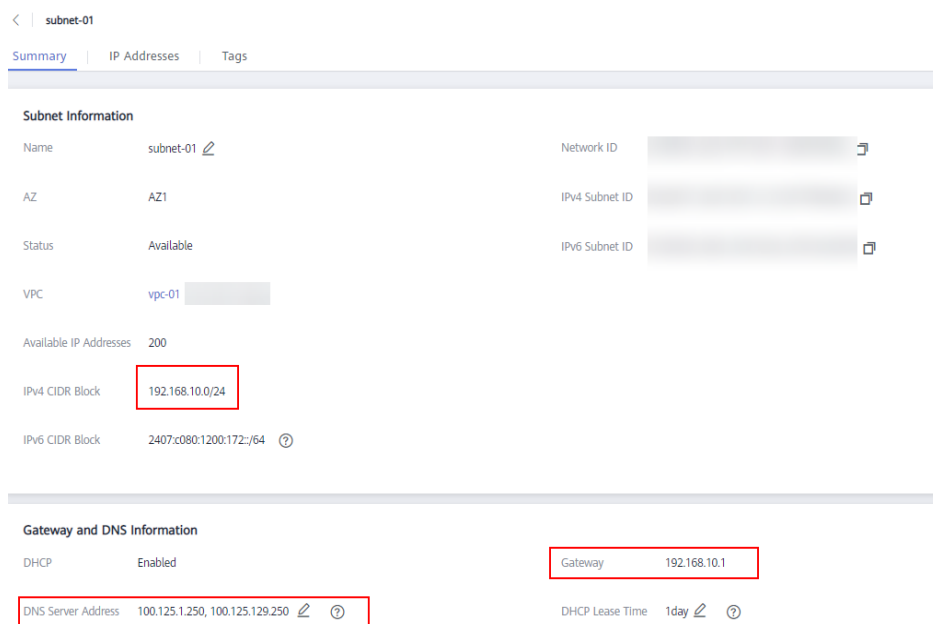 subnet-01
Summary IP Addresses Tags
Subnet Information
Name subnet-01 Network ID
AZ AZ1 IPv4 Subnet ID
Status Available IPv6 Subnet ID
VPC vpc-01
Available IP Addresses 200
IPv4 CIDR Block 192.168.10.0/24
IPv6 CIDR Block 2407:c080:1200:172::/64
Gateway and DNS Information
DHCP Enabled Gateway 192.168.10.1
DNS Server Address 100.125.1.250, 100.125.129.250 DHCP Lease Time 1day